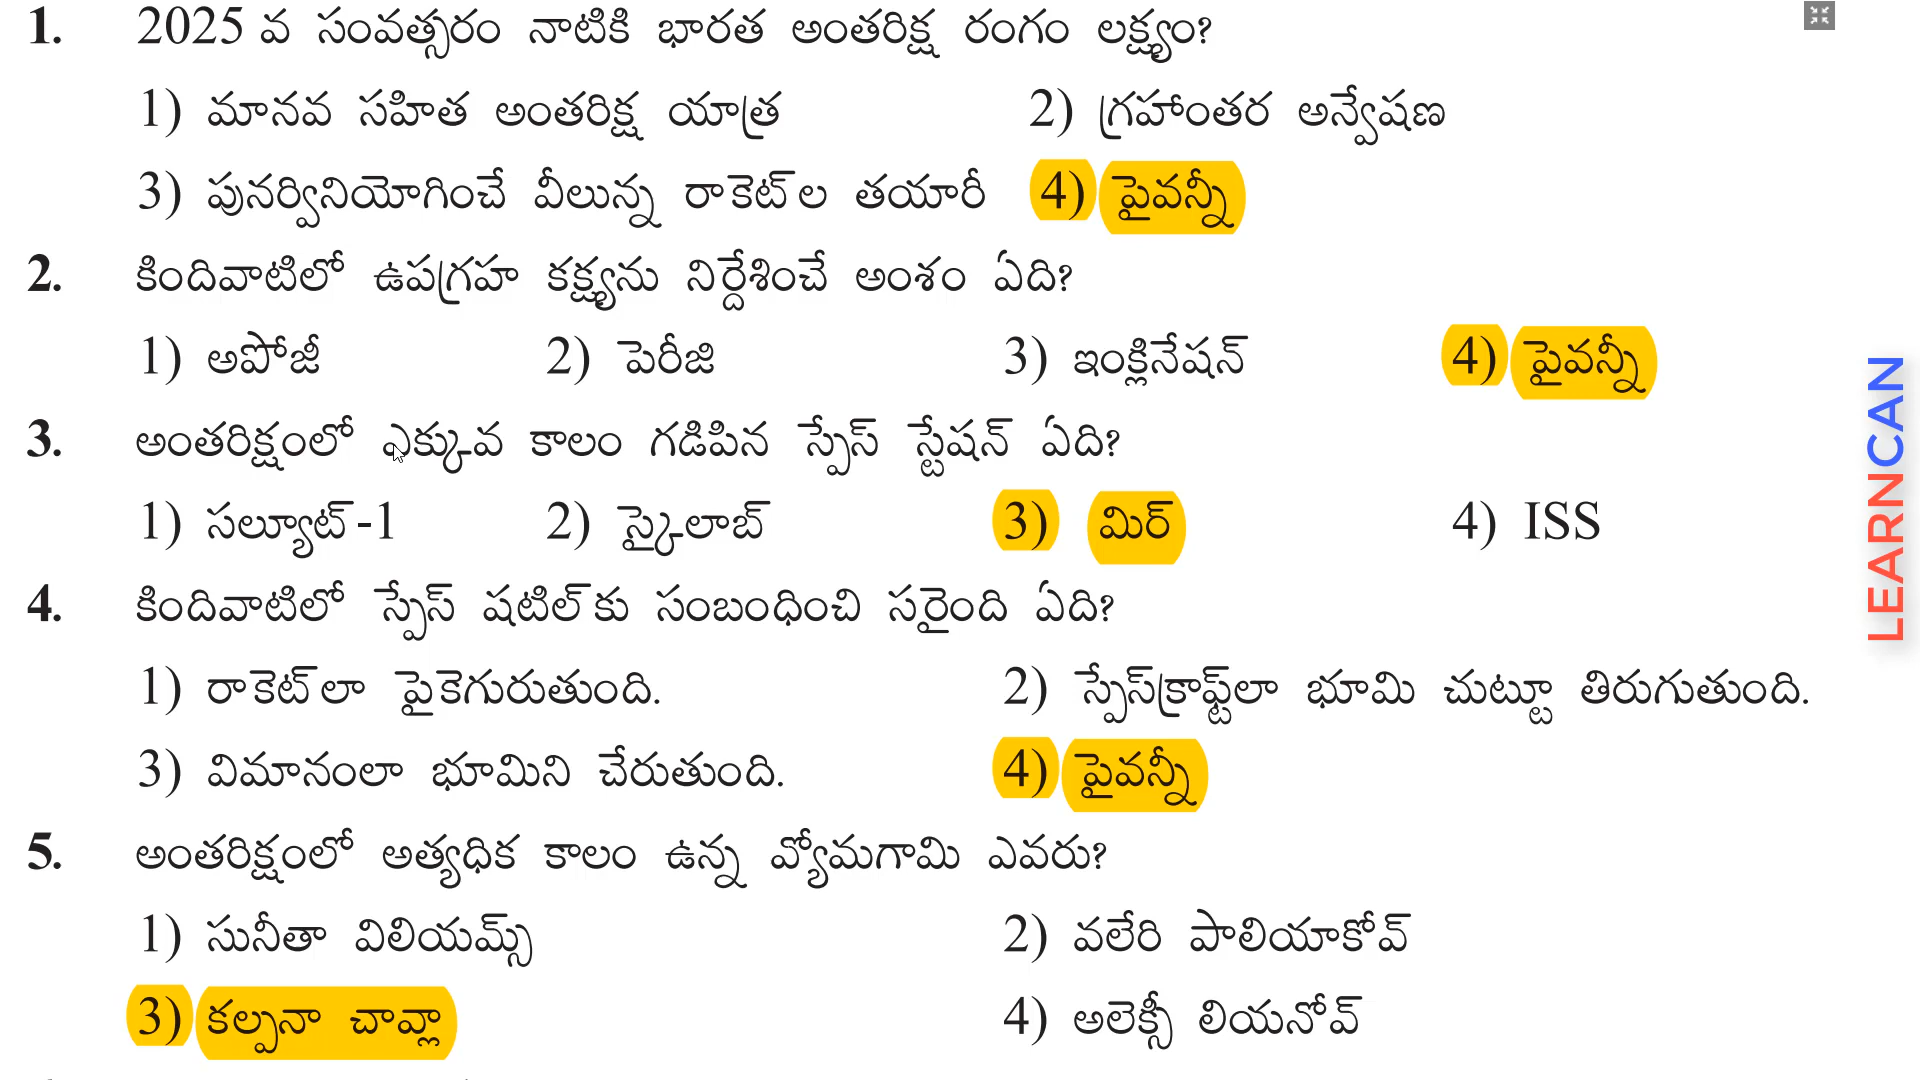 1. 2025 వ సంవత్సరం నాటికి భారత అంతరిక్ష రంగం లక్ష్యం?
1) మానవ సహిత అంతరిక్ష యాత్ర 2) గ్రహాంతర అన్వేషణ
3) పునర్వినియోగించే వీలున్న రాకెట్‌ల తయారీ 4) పైవన్నీ
2. కిందివాటిలో ఉపగ్రహ కక్ష్యను నిర్దేశించే అంశం ఏది?
1) అపోజీ 2) పెరీజి 3) ఇంక్లినేషన్ 4) పైవన్నీ
3. అంతరిక్షంలో ఎక్కువ కాలం గడిపిన స్పేస్ స్టేషన్ ఏది?
1) సల్యూట్-1 2) స్కైలాబ్ 3) మిర్ 4) ISS
4. కిందివాటిలో స్పేస్ షటిల్‌కు సంబంధించి సరైంది ఏది?
1) రాకెట్‌లా పైకెగురుతుంది. 2) స్పేస్‌క్రాఫ్ట్‌లా భూమి చుట్టూ తిరుగుతుంది.
3) విమానంలా భూమిని చేరుతుంది. 4) పైవన్నీ
5. అంతరిక్షంలో అత్యధిక కాలం ఉన్న వ్యోమగామి ఎవరు?
1) సునీతా విలియమ్స్ 2) వలేరి పాలియాకోవ్
3) కల్పనా చావ్లా 4) అలెక్సీ లియనోవ్
LEARNCAN